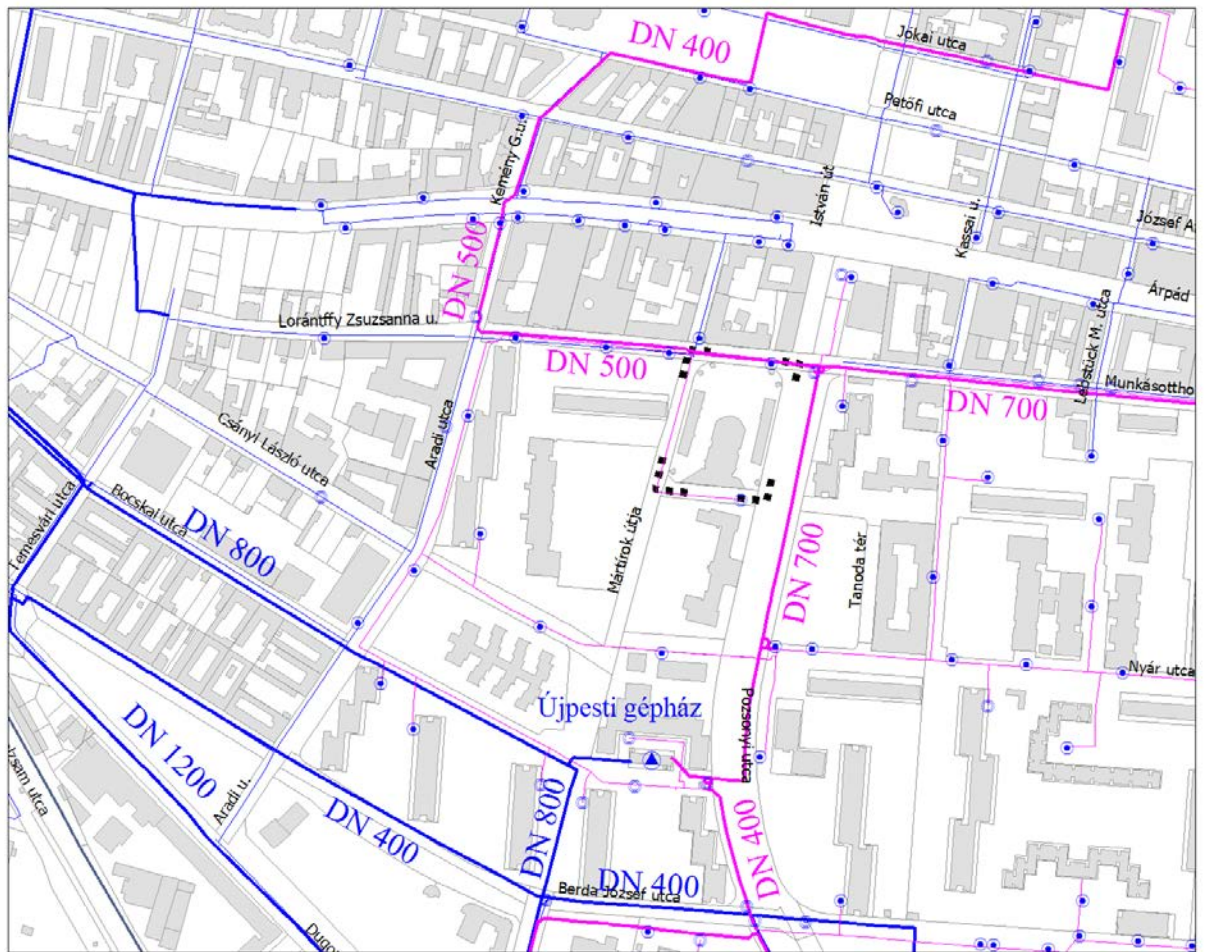 DN 400
Jókai utca
Petőfi utca
Kemény G.u.
István út
Kassai u.
József A.
DN 500
Árpád
Lorántffy Zsuzsanna u.
DN 500
Lebstück M. utca
Munkásottho
DN 700
Aradi utca
Csányi László utca
Temesvári utca
Bocskai utca
DN 800
Mártírok útja
DN 700
Tanoda tér
Nyár utca
Újpesti gépház
Pozsonyi utca
DN 1200
Aradi u.
DN 400
DN 800
DN 400
DN 400
Berda József utca
Dugo